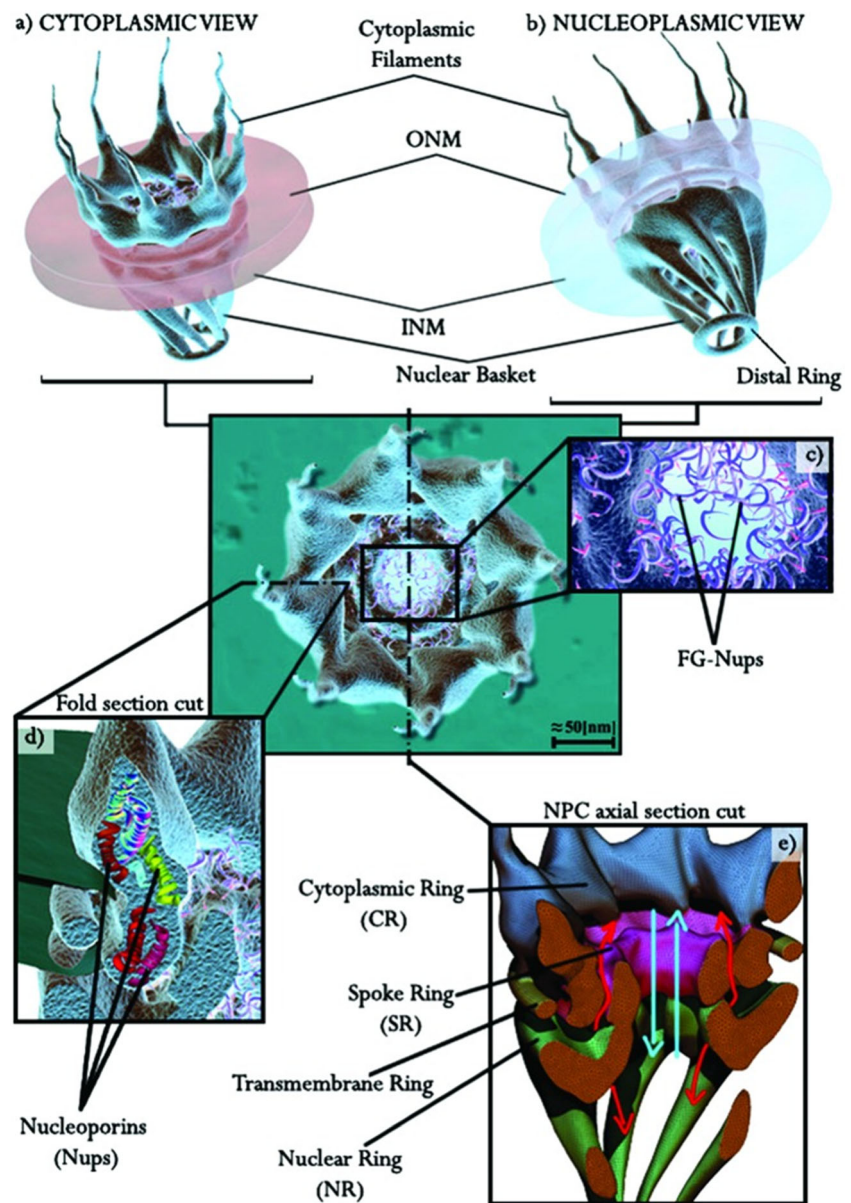 a) CYTOPLASMIC VIEW
b) NUCLEOPLASMIC VIEW
Cytoplasmic
Filaments
ONM
INM
Nuclear Basket
Distal Ring
c)
FG-Nups
Fold section cut
≈50[nm]
d)
NPC axial section cut
e)
Cytoplasmic Ring
(CR)
Spoke Ring
(SR)
Transmembrane Ring
Nucleoporins
(Nups)
Nuclear Ring
(NR)